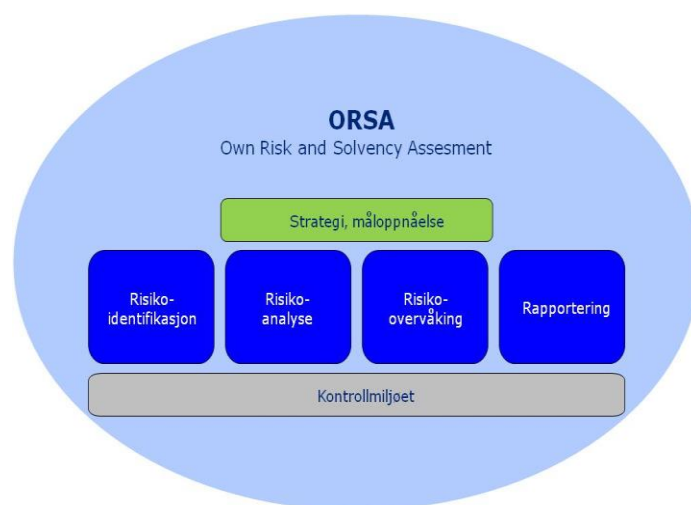 ORSA
Own Risk and Solvency Assesment
Strategi, måloppnåelse
Risiko-
identifikasjon
Risiko-
analyse
Risiko-
overvåking
Rapportering
Kontrollmiljøet